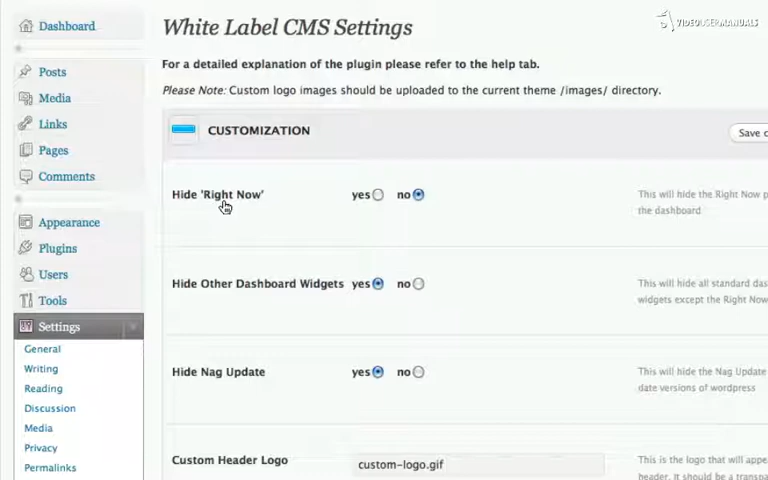 VIDEOUSERMANUALS
White Label CMS Settings
For a detailed explanation of the plugin please refer to the help tab.
Please Note: Custom logo images should be uploaded to the current theme /images/ directory.
Dashboard
Posts
Media
Links
Pages
Comments
Appearance
Plugins
Users
Tools
Settings
General
Writing
Reading
Discussion
Media
Privacy
Permalinks
CUSTOMIZATION
Save
Hide 'Right Now' yes no This will hide the Right Now
the dashboard
Hide Other Dashboard Widgets yes no This will hide all standard
widgets except the Right Now
Hide Nag Update yes no This will hide the Nag Update
date versions of wordpress
Custom Header Logo custom-logo.gif This is the logo that will
header. It should be a